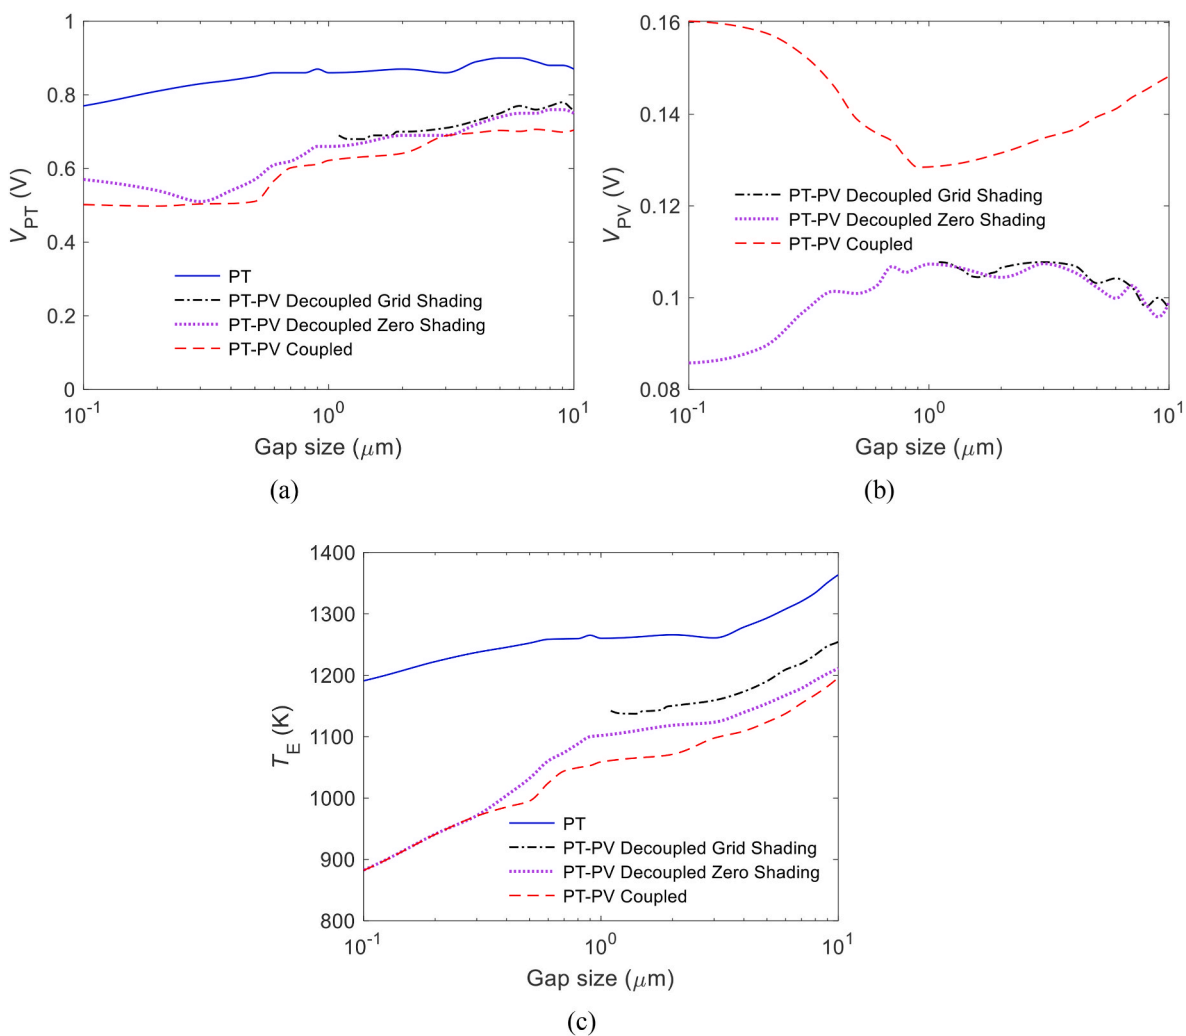 1
0.8
0.6
0.4
0.2
0
V_PT (V)
PT
PT-PV Decoupled Grid Shading
PT-PV Decoupled Zero Shading
PT-PV Coupled
10^-1
10^0
10^1
Gap size (μm)
(a)
0.16
0.14
0.12
0.1
0.08
V_PV (V)
PT-PV Decoupled Grid Shading
PT-PV Decoupled Zero Shading
PT-PV Coupled
10^-1
10^0
10^1
Gap size (μm)
(b)
1400
1300
1200
1100
1000
900
800
T_E (K)
PT
PT-PV Decoupled Grid Shading
PT-PV Decoupled Zero Shading
PT-PV Coupled
10^-1
10^0
10^1
Gap size (μm)
(c)